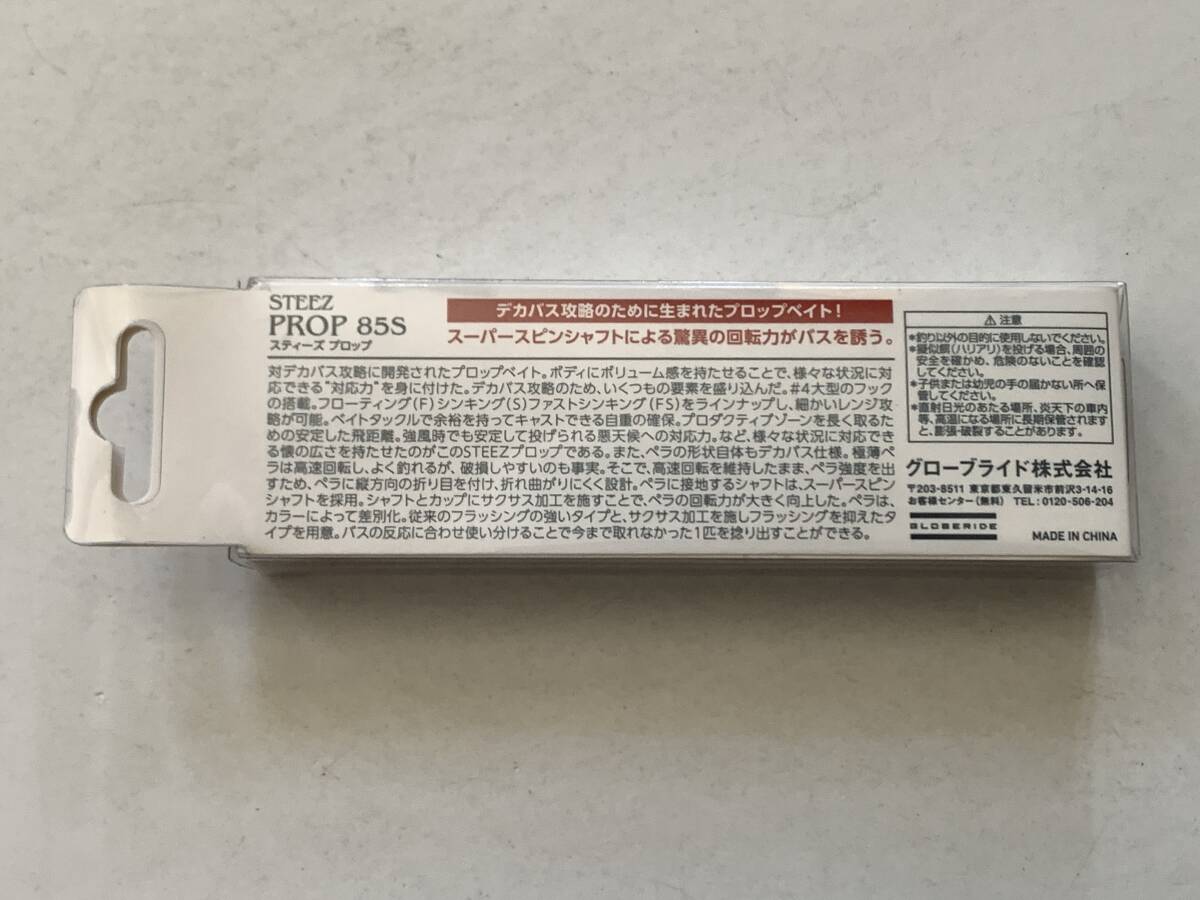 STEEZ
PROP 85S
スティーズ プロップ
デカバス攻略のために生まれたプロップベイト!
スーパースピンシャフトによる驚異の回転力がバスを誘う。
対デカバス攻略に開発されたプロップベイト。ボディにボリューム感を持たせることで、様々な状況に対
応できる"対応力"を身に付けた。デカバス攻略のため、いくつもの要素を盛り込んだ。#4大型のフック
の搭載。フローティング(F)シンキング(S)ファストシンキング(FS)をラインナップし、細かいレンジ攻
略が可能。ベイトタックルで余裕を持ってキャストできる自重の確保。プロダクティブゾーンを長く取るた
めの安定した飛距離。強風時でも安定して投げられる悪天候への対応力。など、様々な状況に対応でき
る懐の広さを持たせたのがこのSTEEZプロップである。また、ペラの形状自体もデカバス仕様。極薄ペ
ラは高速回転し、よく釣れるが、破損しやすいのも事実。そこで、高速回転を維持したまま、ペラ強度を出
すため、ペラに縦方向の折り目を付け、折れ曲がりにくく設計。ペラに接地するシャフトは、スーパースピン
シャフトを採用。シャフトとカップにサクサス加工を施すことで、ペラの回転力が大きく向上した。ペラは、
カラーによって差別化。従来のフラッシングの強いタイプと、サクサス加工を施しフラッシングを抑えたタ
イプを用意。バスの反応に合わせ使い分けることで今まで取れなかった1匹を捻り出すことができる。
⚠ 注意
*釣り以外の目的に使用しないでください。
*擬似餌(ハリアリ)を投げる場合、周囲の
安全を確かめ、危険のないことを確認
してください。
*子供または幼児の手の届かない所へ保
管してください。
*直射日光のあたる場所、炎天下の車内
等、高温になる場所に長期保管されます
と、膨張・破裂することがあります。
グローブライド株式会社
〒203-8511 東京都東久留米市前沢3-14-16
お客様センター(無料) TEL:0120-506-204
GLOBERIDE
MADE IN CHINA